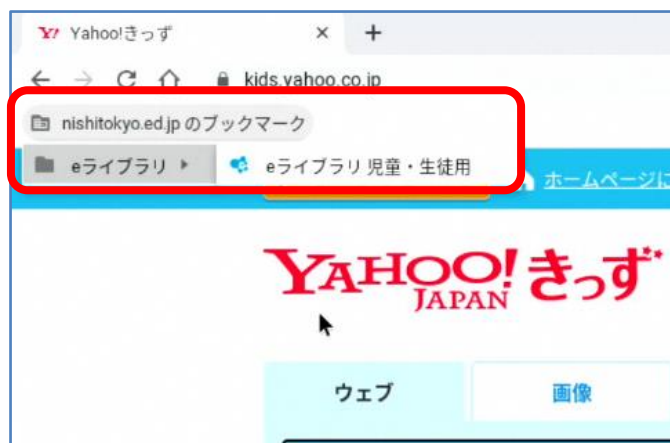 Yahoo!きっず
kids.yahoo.co.jp
nishitokyo.ed.jp のブックマーク
eライブラリ
eライブラリ 児童・生徒用
ホームページに
YAHOO!きっず
JAPAN
ウェブ
画像